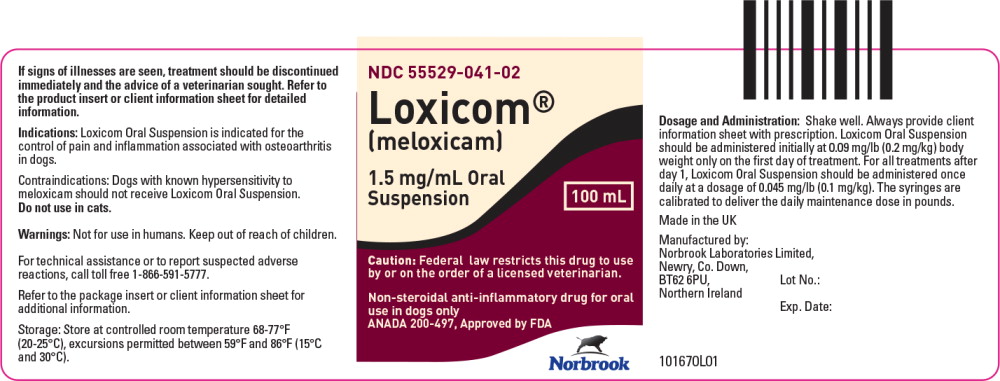 If signs of illnesses are seen, treatment should be discontinued
immediately and the advice of a veterinarian sought. Refer to
the product insert or client information sheet for detailed
information.
Indications: Loxicom Oral Suspension is indicated for the
control of pain and inflammation associated with osteoarthritis
in dogs.
Contraindications: Dogs with known hypersensitivity to
meloxicam should not receive Loxicom Oral Suspension.
Do not use in cats.
Warnings: Not for use in humans. Keep out of reach of children.
For technical assistance or to report suspected adverse
reactions, call toll free 1-866-591-5777.
Refer to the package insert or client information sheet for
additional information.
Storage: Store at controlled room temperature 68-77°F
(20-25°C), excursions permitted between 59°F and 86°F (15°C
and 30°C).
NDC 55529-041-02
Loxicom®
(meloxicam)
1.5 mg/mL Oral
Suspension
100 mL
Caution: Federal law restricts this drug to use
by or on the order of a licensed veterinarian.
Non-steroidal anti-inflammatory drug for oral
use in dogs only
ANADA 200-497, Approved by FDA
Norbrook
Dosage and Administration: Shake well. Always provide client
information sheet with prescription. Loxicom Oral Suspension
should be administered initially at 0.09 mg/lb (0.2 mg/kg) body
weight only on the first day of treatment. For all treatments after
day 1, Loxicom Oral Suspension should be administered once
daily at a dosage of 0.045 mg/lb (0.1 mg/kg). The syringes are
calibrated to deliver the daily maintenance dose in pounds.
Made in the UK
Manufactured by:
Norbrook Laboratories Limited,
Newry, Co. Down,
BT62 6PU,
Northern Ireland
Lot No.:
Exp. Date:
101670L01